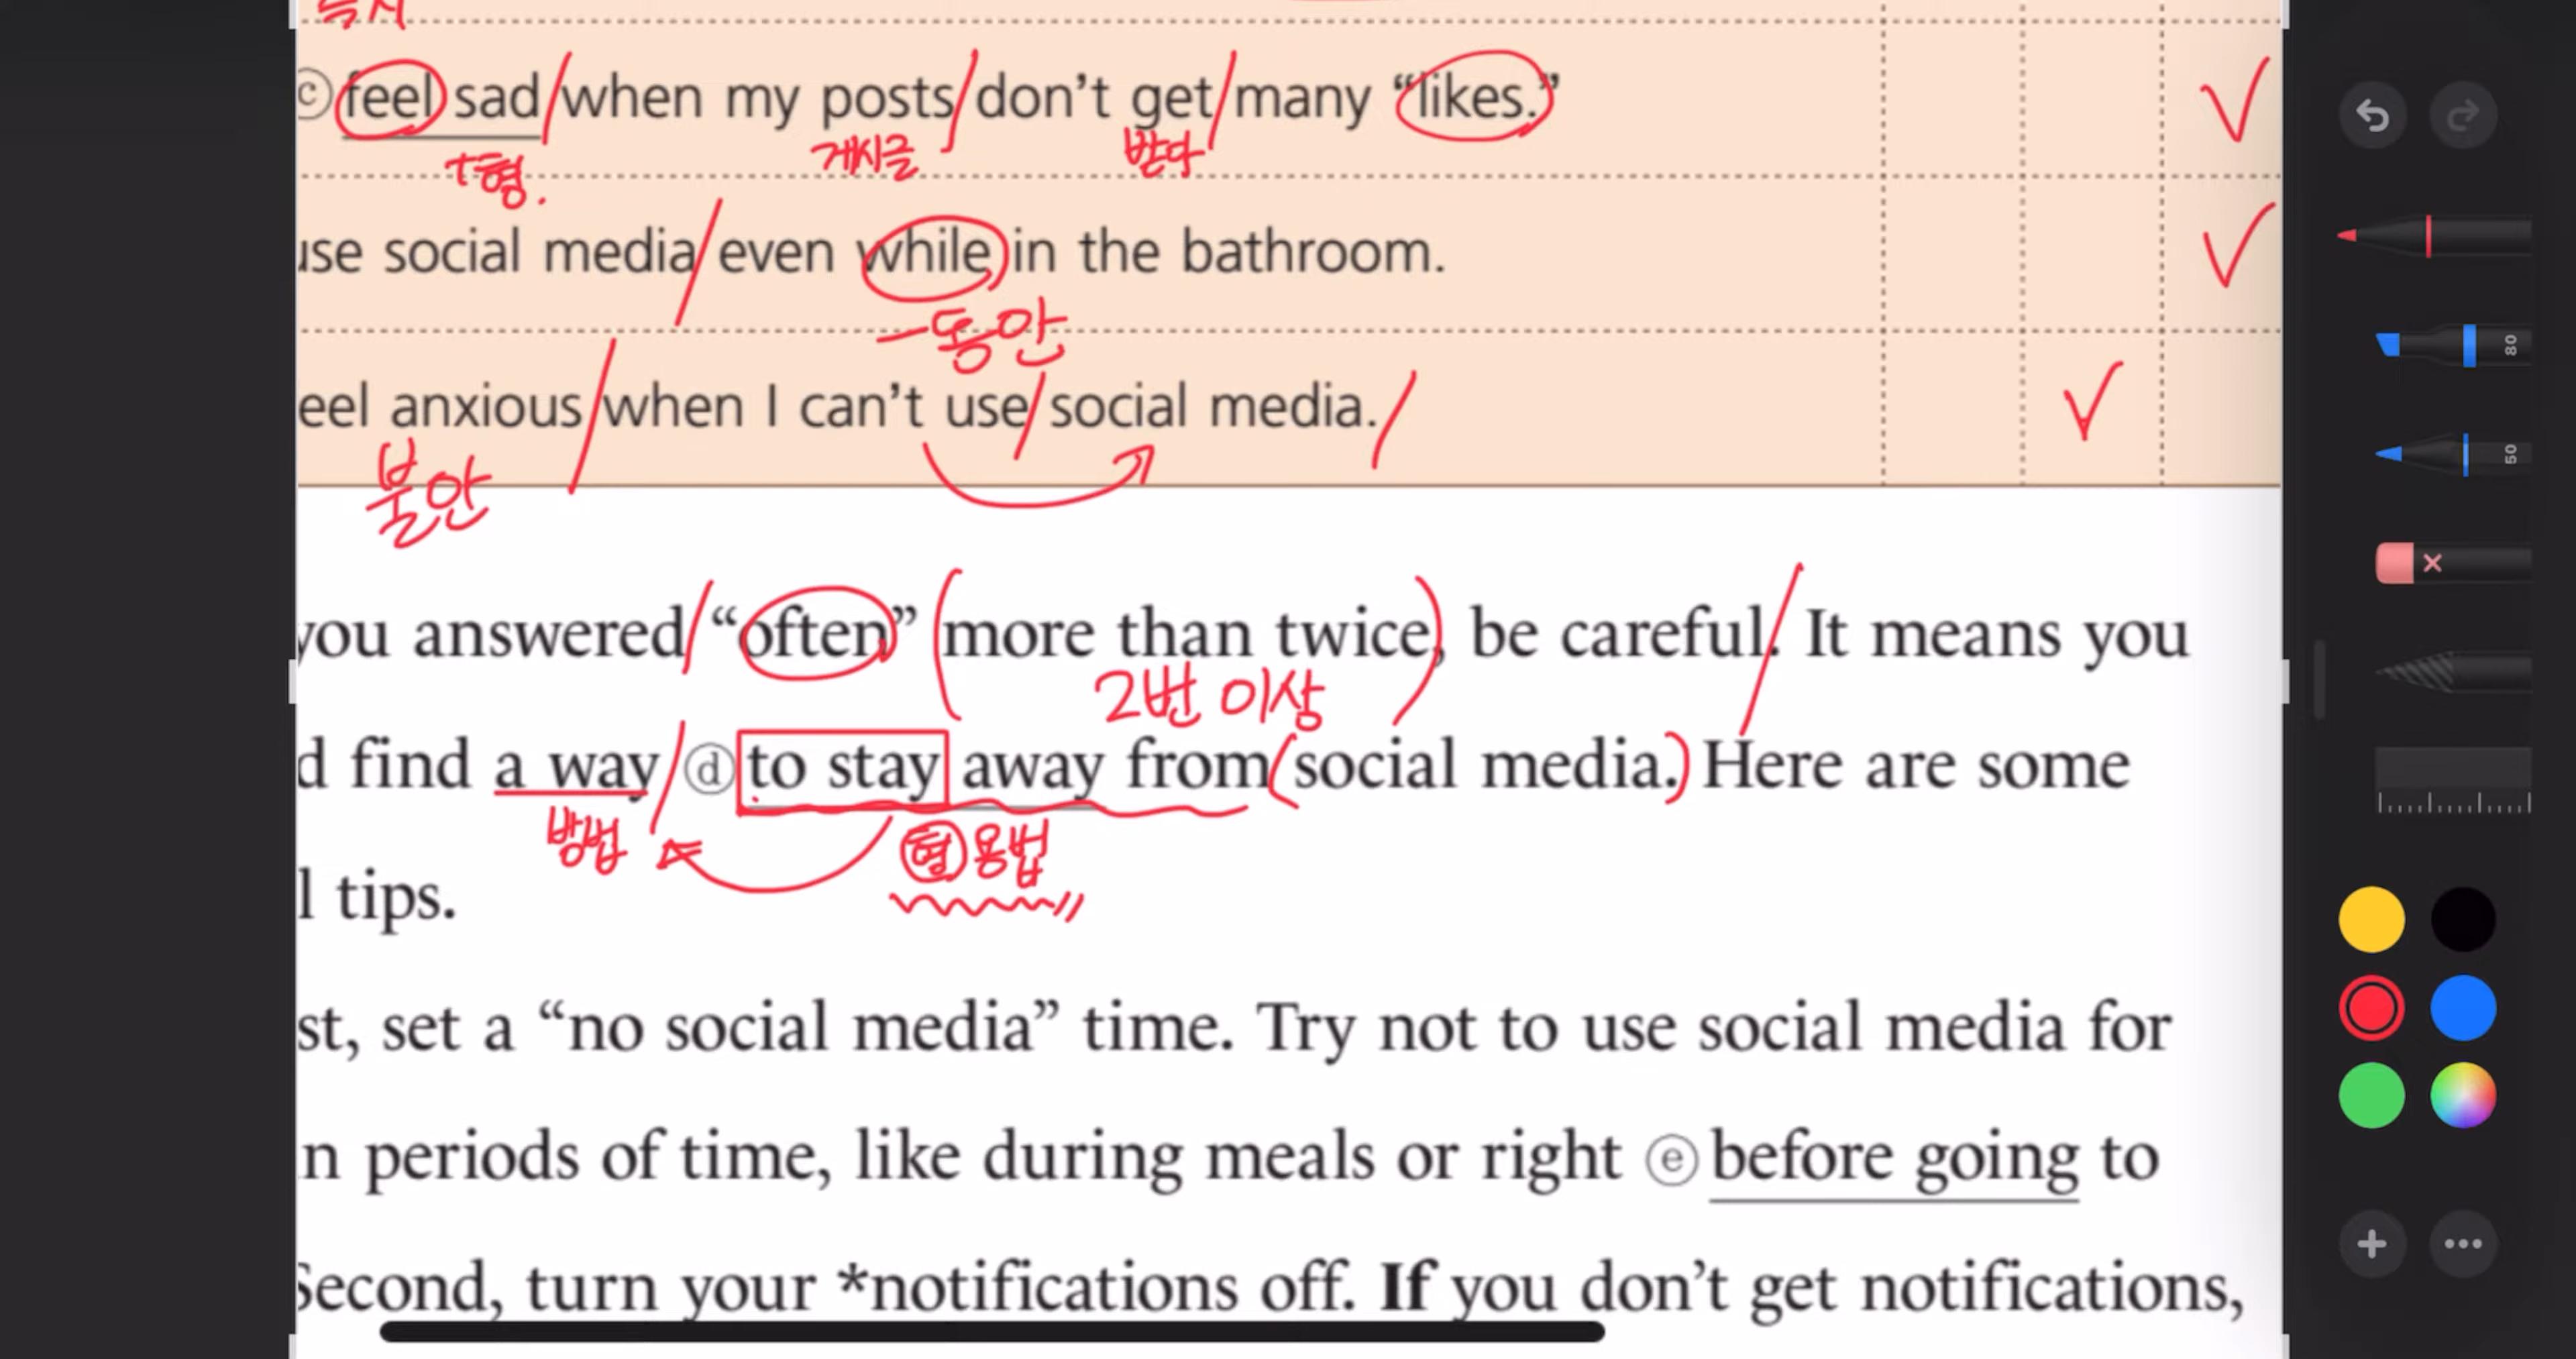 ⓒ feel sad / when my posts / don't get / many “likes.”
+형. 게시글 받다
use social media / even while in the bathroom.
~동안
eel anxious / when I can't use / social media. /
불안
you answered / “often” (more than twice), be careful. / It means you
2번 이상
d find a way / ⓓ to stay away from (social media.) Here are some
방법 형용법
l tips.
st, set a “no social media” time. Try not to use social media for
n periods of time, like during meals or right ⓔ before going to
Second, turn your *notifications off. If you don't get notifications,
80
50